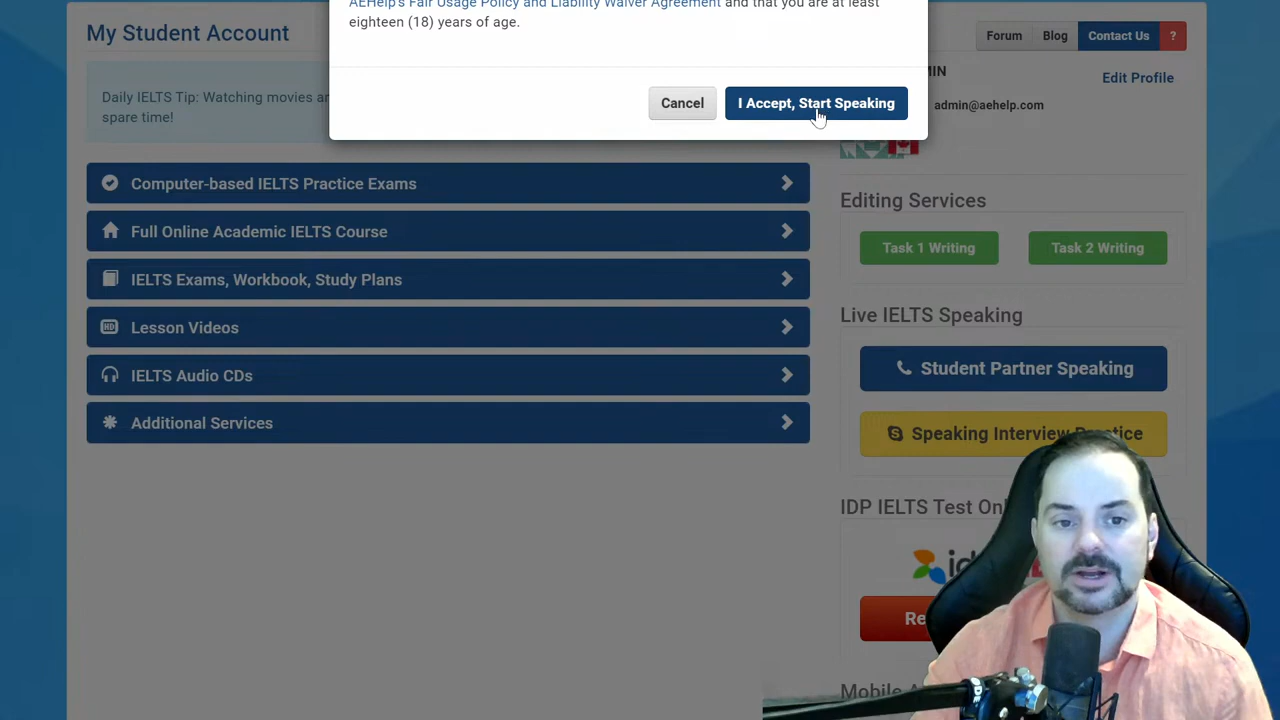 AEHelp's Fair Usage Policy and Liability Waiver Agreement and that you are at least
eighteen (18) years of age.
Cancel
I Accept, Start Speaking
My Student Account
Forum
Blog
Contact Us
?
Edit Profile
admin@aehelp.com
Daily IELTS Tip: Watching movies
spare time!
Computer-based IELTS Practice Exams
Full Online Academic IELTS Course
IELTS Exams, Workbook, Study Plans
HD
Lesson Videos
IELTS Audio CDs
Additional Services
Editing Services
Task 1 Writing
Task 2 Writing
Live IELTS Speaking
Student Partner Speaking
Speaking Interview Practice
IDP IELTS Test
Mobile